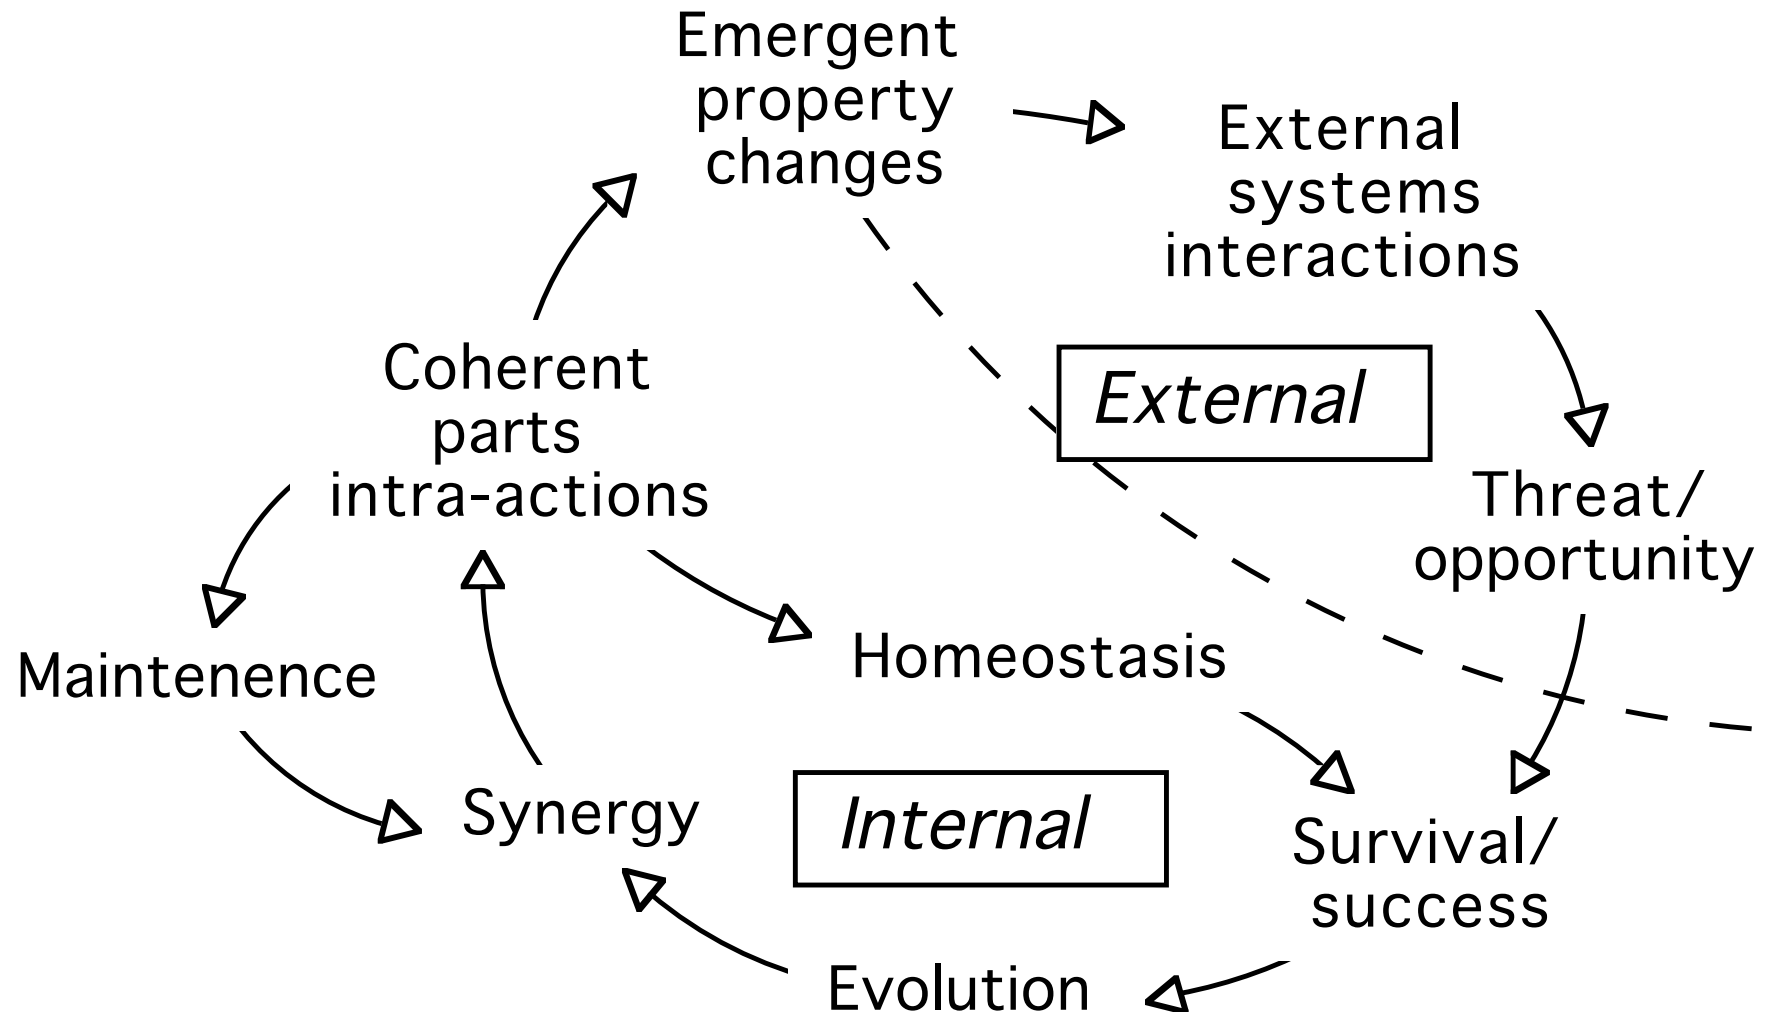 Emergent
property
changes
External
systems
interactions
Coherent
parts
intra-actions
External
Threat/
opportunity
Maintenence
Homeostasis
Synergy
Internal
Survival/
success
Evolution